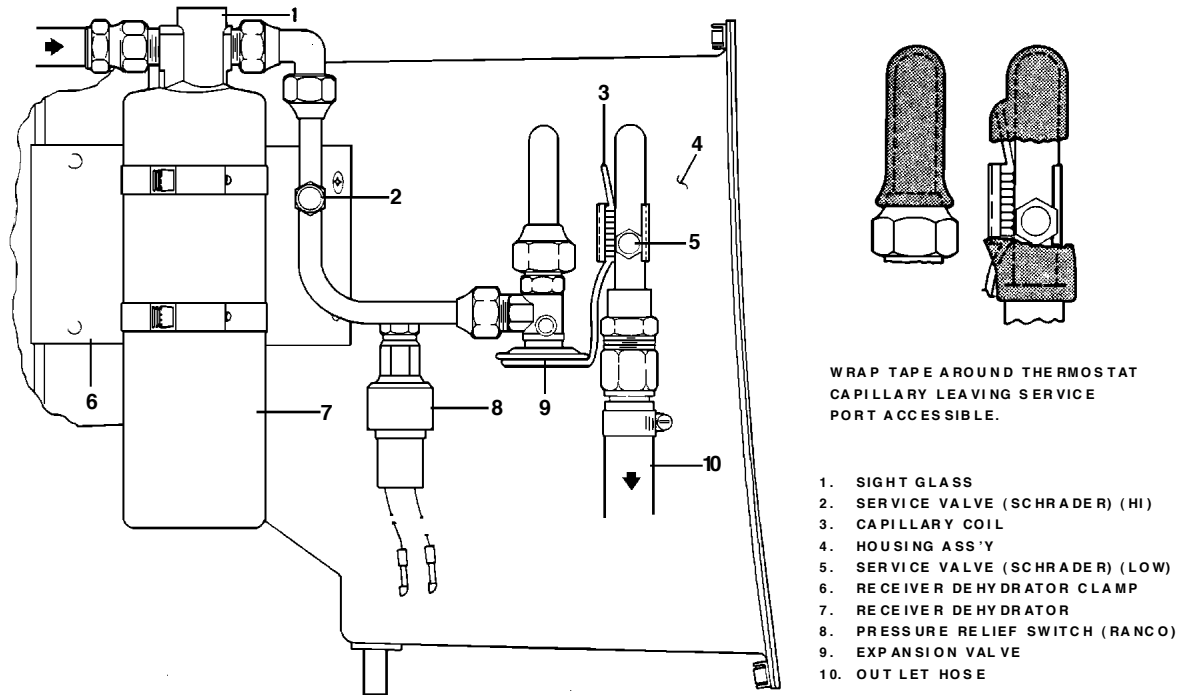 1
3
4
2
5
6
7
8
9
10
WRAP TAPE AROUND THERMOSTAT
CAPILLARY LEAVING SERVICE
PORT ACCESSIBLE.
1. SIGHT GLASS
2. SERVICE VALVE (SCHRADER) (HI)
3. CAPILLARY COIL
4. HOUSING ASS'Y
5. SERVICE VALVE (SCHRADER) (LOW)
6. RECEIVER DEHYDRATOR CLAMP
7. RECEIVER DEHYDRATOR
8. PRESSURE RELIEF SWITCH (RANCO)
9. EXPANSION VALVE
10. OUT LET HOSE